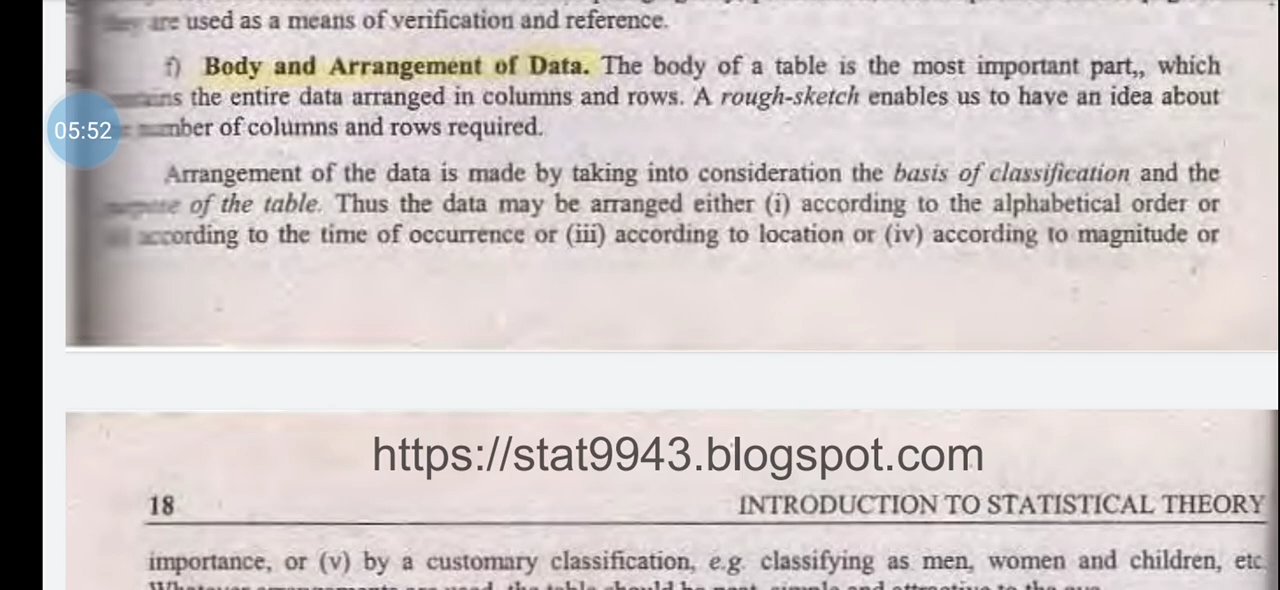 are used as a means of verification and reference.
f) Body and Arrangement of Data. The body of a table is the most important part,, which
the entire data arranged in columns and rows. A rough-sketch enables us to have an idea about
05:52
number of columns and rows required.
Arrangement of the data is made by taking into consideration the basis of classification and the
of the table. Thus the data may be arranged either (i) according to the alphabetical order or
according to the time of occurrence or (iii) according to location or (iv) according to magnitude or
https://stat9943.blogspot.com
18 INTRODUCTION TO STATISTICAL THEORY
importance, or (v) by a customary classification, e.g. classifying as men, women and children, etc